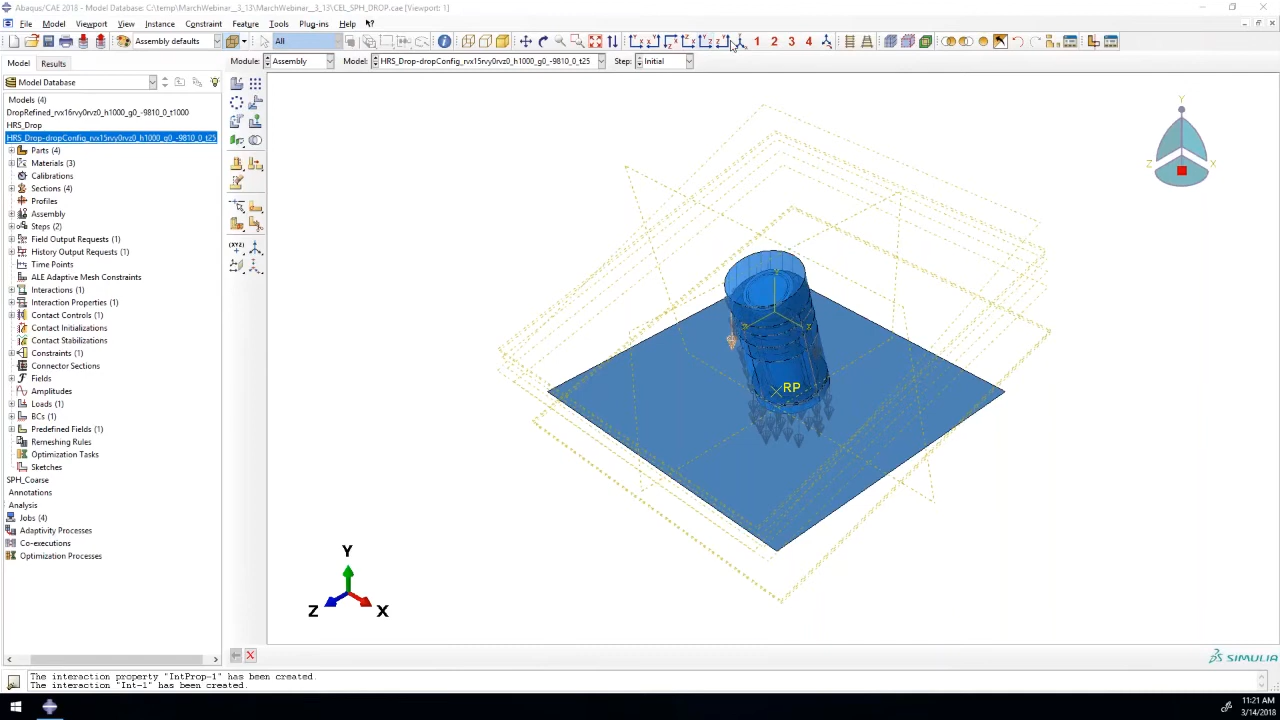 Abaqus/CAE 2018 - Model Database: C:\temp\MarchWebinar__3_13\MarchWebinar__3_13\CEL_SPH_DROP.cae [Viewport: 1]
File Model Viewport View Instance Constraint Feature Tools Plug-ins Help
Assembly defaults All 1 2 3 4
Model Results Module: Assembly Model: HRS_Drop-dropConfig_rvx15rvy0rvz0_h1000_g0_-9810_0_t25 Step: Initial
Model Database
Models (4)
DropRefined_rvx16rvy0rvz0_h1000_g0_-9810_0_t1000
HRS_Drop
HRS_Drop-dropConfig_rvx15rvy0rvz0_h1000_g0_-9810_0_t25
Parts (4)
Materials (3)
Calibrations
Sections (4)
Profiles
Assembly
Steps (2)
Field Output Requests (1)
History Output Requests (1)
Time Points
ALE Adaptive Mesh Constraints
Interactions (1)
Interaction Properties (1)
Contact Controls (1)
Contact Initializations
Contact Stabilizations
Constraints (1)
Connector Sections
Fields
Amplitudes
Loads (1)
BCs (1)
Predefined Fields (1)
Remeshing Rules
Optimization Tasks
Sketches
SPH_Coarse
Annotations
Analysis
Jobs (4)
Adaptivity Processes
Co-executions
Optimization Processes
(XYZ)
Y
Z X
Y
X
RP
Y
Z X
SIMULIA
The interaction property "IntProp-1" has been created.
The interaction "Int-1" has been created.
11:21 AM
3/14/2018